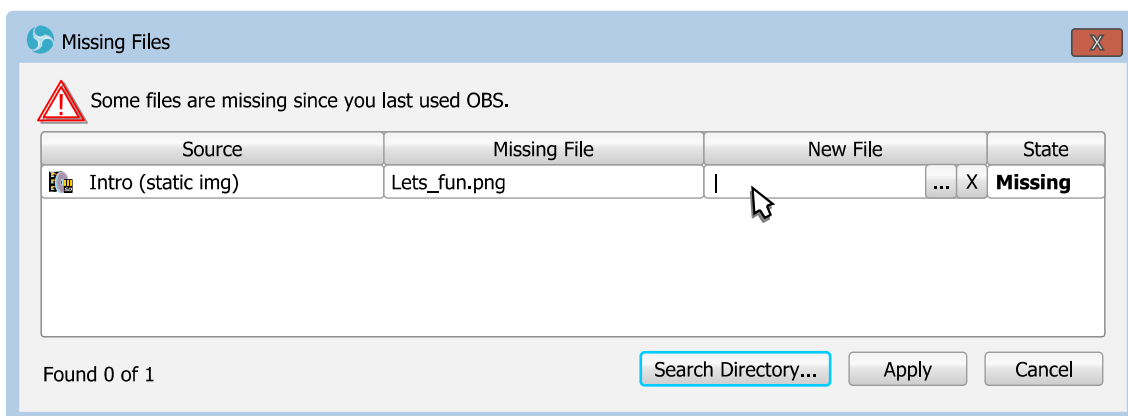 Missing Files
X
Some files are missing since you last used OBS.
Source Missing File New File State
Intro (static img) Lets_fun.png ... X Missing
Found 0 of 1 Search Directory... Apply Cancel